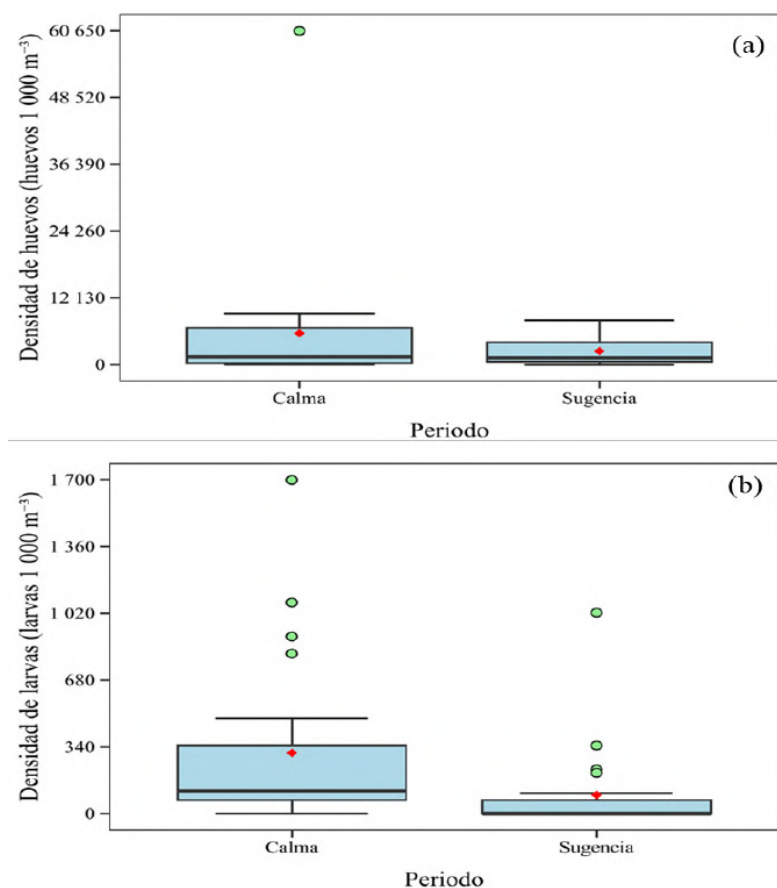 (a)
Densidad de huevos (huevos 1 000 m⁻³)
60 650
48 520
36 390
24 260
12 130
0
Calma
Sugencia
Periodo
(b)
Densidad de larvas (larvas 1 000 m⁻³)
1 700
1 360
1 020
680
340
0
Calma
Sugencia
Periodo